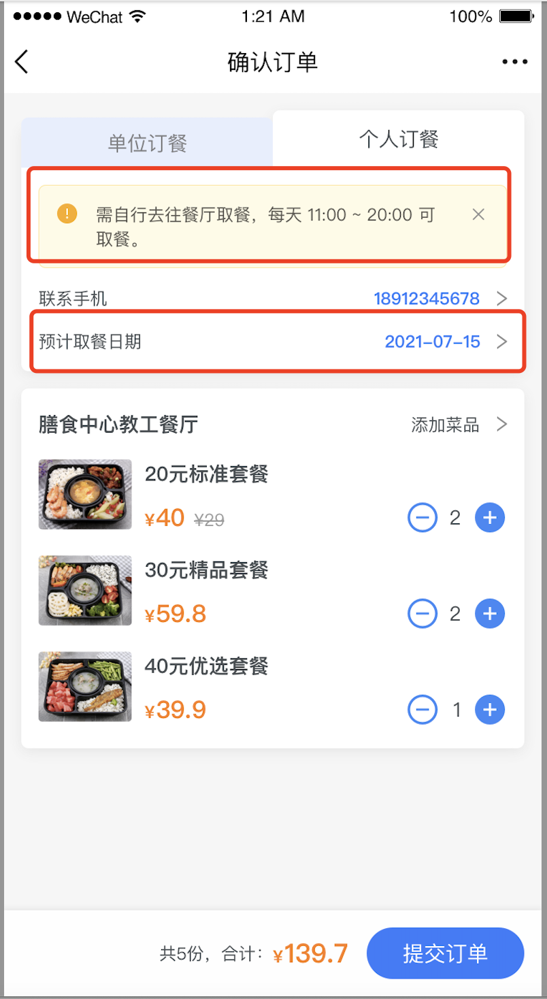 WeChat 1:21 AM 100%
确认订单
单位订餐 个人订餐
需自行去往餐厅取餐，每天 11:00 ~ 20:00 可
取餐。
联系手机 18912345678
预计取餐日期 2021-07-15
膳食中心教工餐厅 添加菜品
20元标准套餐
¥40 ¥29 2
30元精品套餐
¥59.8 2
40元优选套餐
¥39.9 1
共5份，合计：¥139.7 提交订单